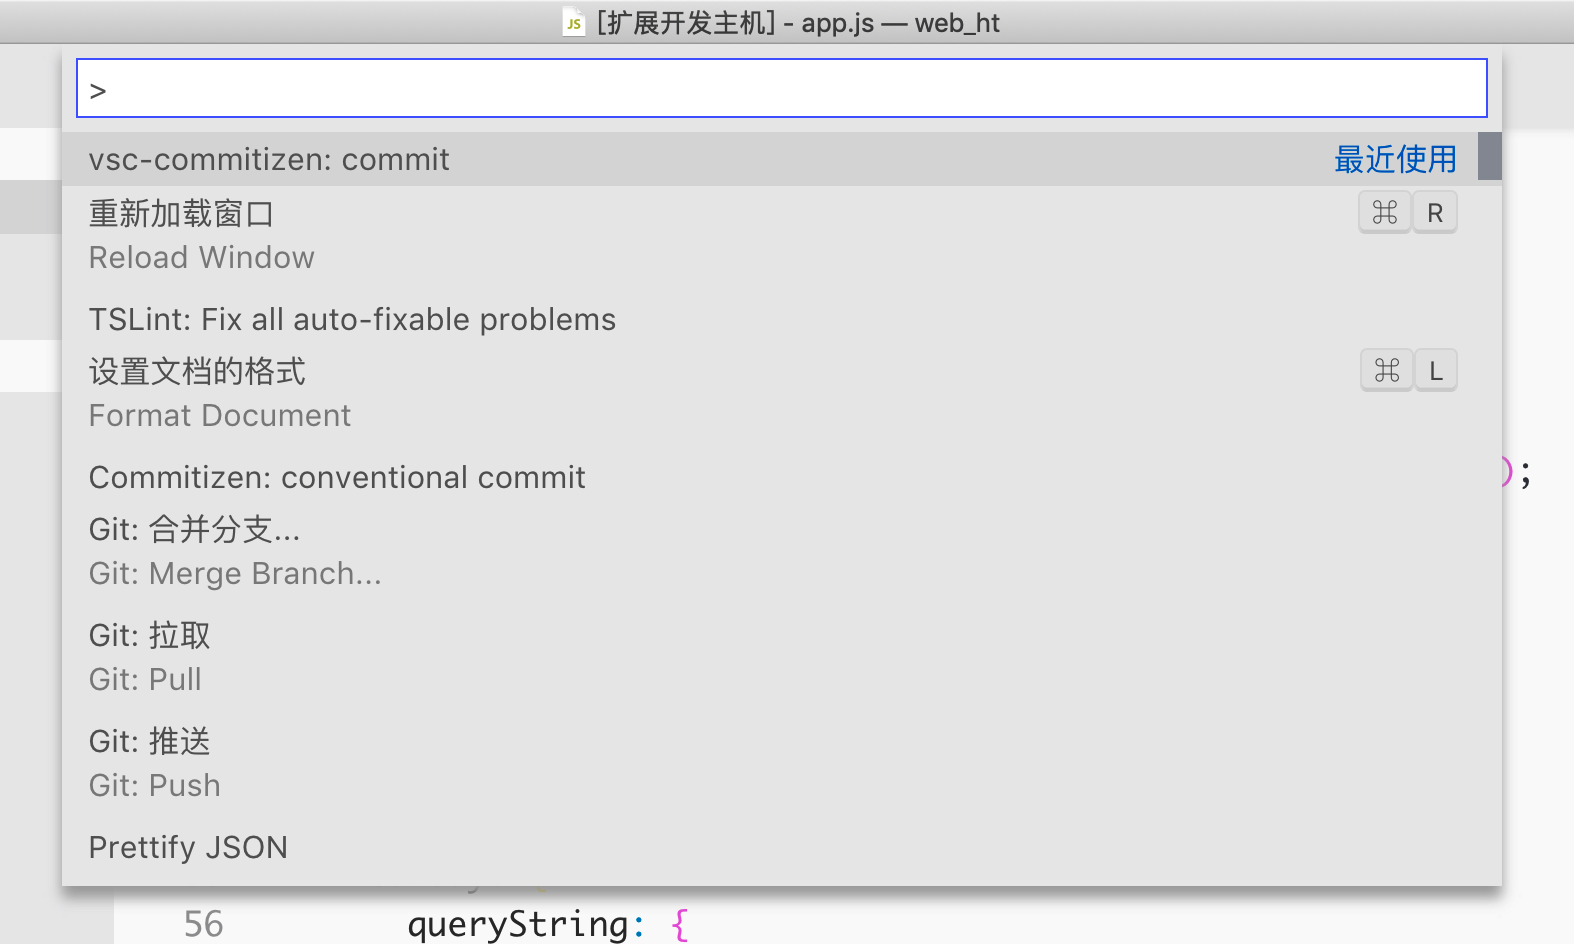 JS [扩展开发主机] - app.js — web_ht
>
vsc-commitizen: commit 最近使用
重新加载窗口 ⌘ R
Reload Window
TSLint: Fix all auto-fixable problems
设置文档的格式 ⌘ L
Format Document
Commitizen: conventional commit
);
Git: 合并分支...
Git: Merge Branch...
Git: 拉取
Git: Pull
Git: 推送
Git: Push
Prettify JSON
56 queryString: {